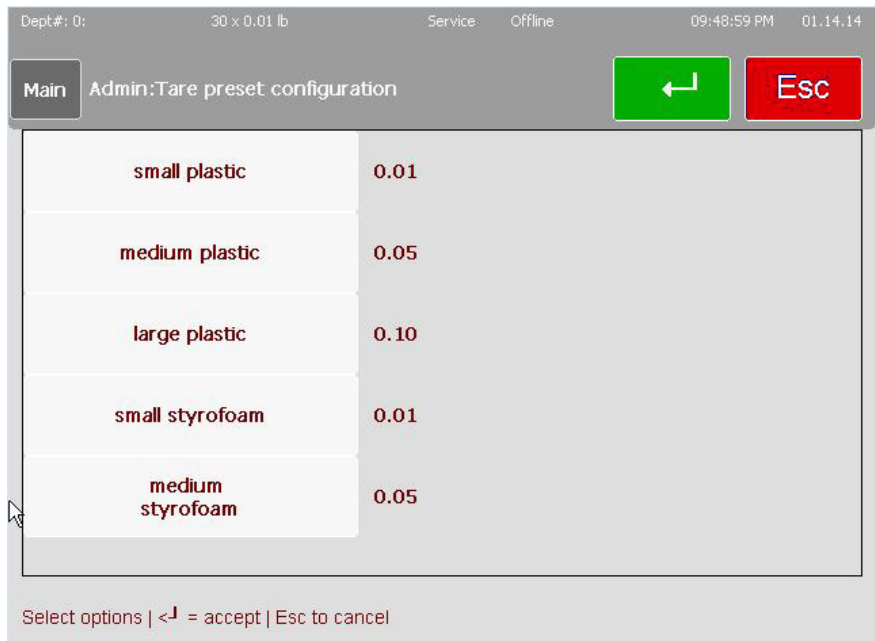 Dept#: 0: 30 x 0.01 lb Service Offline 09:48:59 PM 01.14.14
Main Admin:Tare preset configuration Esc
small plastic 0.01
medium plastic 0.05
large plastic 0.10
small styrofoam 0.01
medium
styrofoam 0.05
Select options | <┘ = accept | Esc to cancel